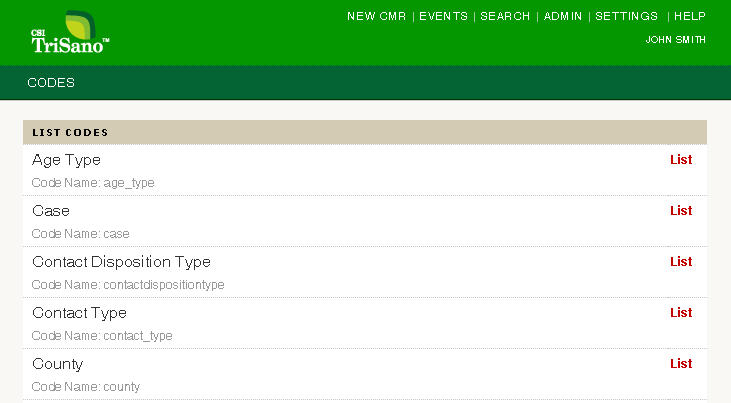 NEW CMR | EVENTS | SEARCH | ADMIN | SETTINGS | HELP
CSI
TriSano™
JOHN SMITH
CODES
LIST CODES
Age Type List
Code Name: age_type
Case List
Code Name: case
Contact Disposition Type List
Code Name: contactdispositiontype
Contact Type List
Code Name: contact_type
County List
Code Name: county